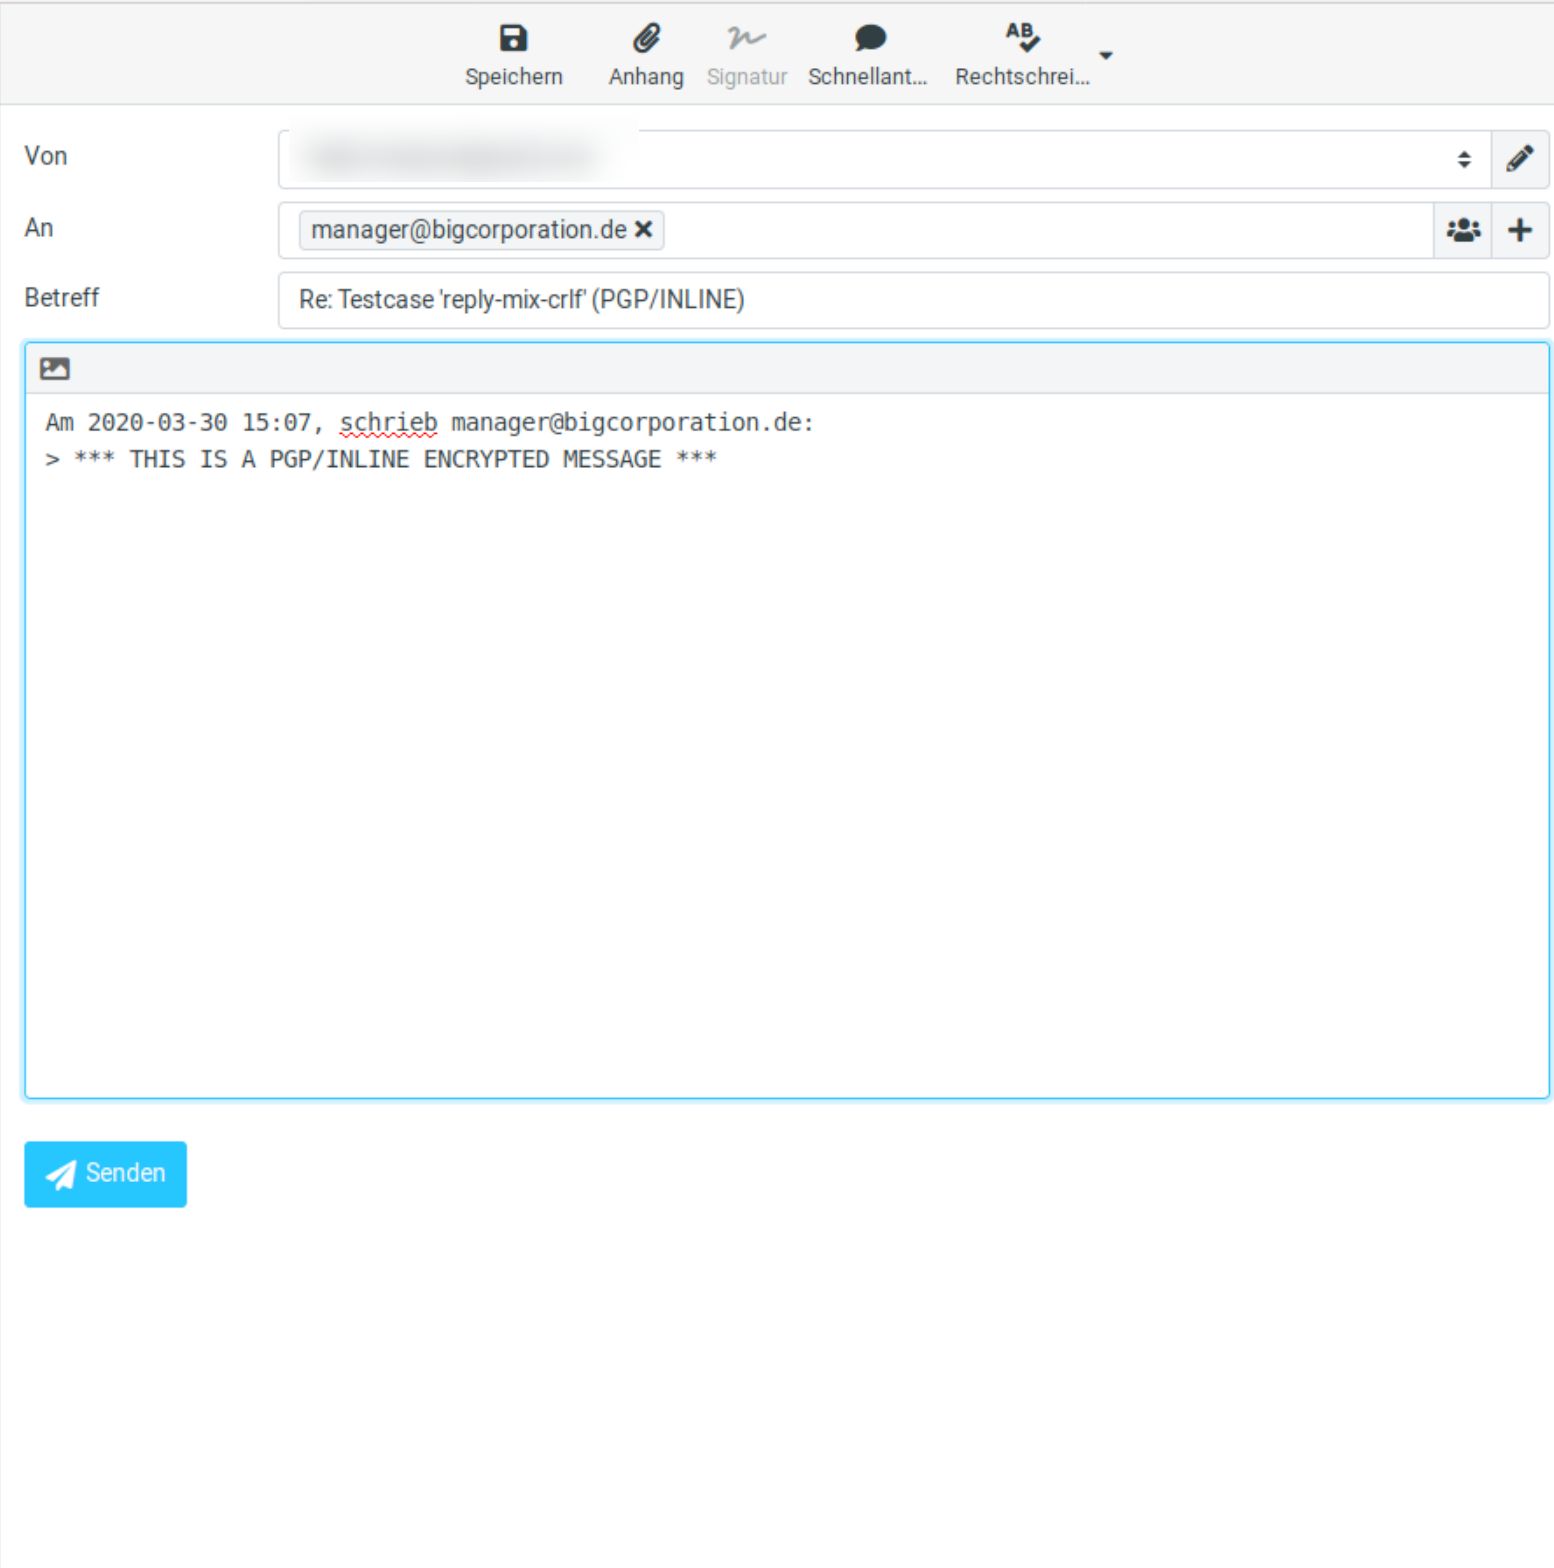 Speichern Anhang Signatur Schnellant... Rechtschrei...
Von
An manager@bigcorporation.de
Betreff Re: Testcase 'reply-mix-crlf' (PGP/INLINE)
Am 2020-03-30 15:07, schrieb manager@bigcorporation.de:
> *** THIS IS A PGP/INLINE ENCRYPTED MESSAGE ***
Senden